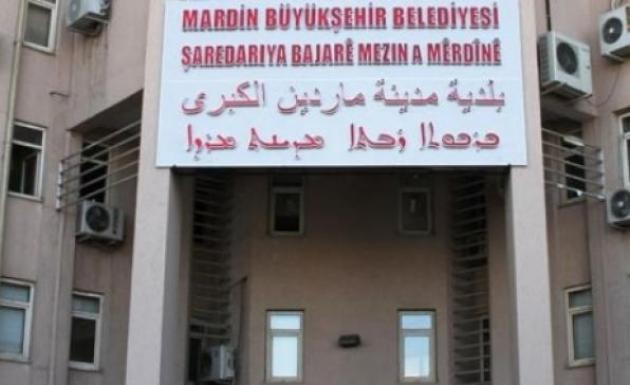 MARDİN BÜYÜKŞEHİR BELEDİYESİ
ŞAREDARIYA BAJARÊ MEZIN A MÊRDÎNÊ
بلدية مدينة ماردين الكبرى